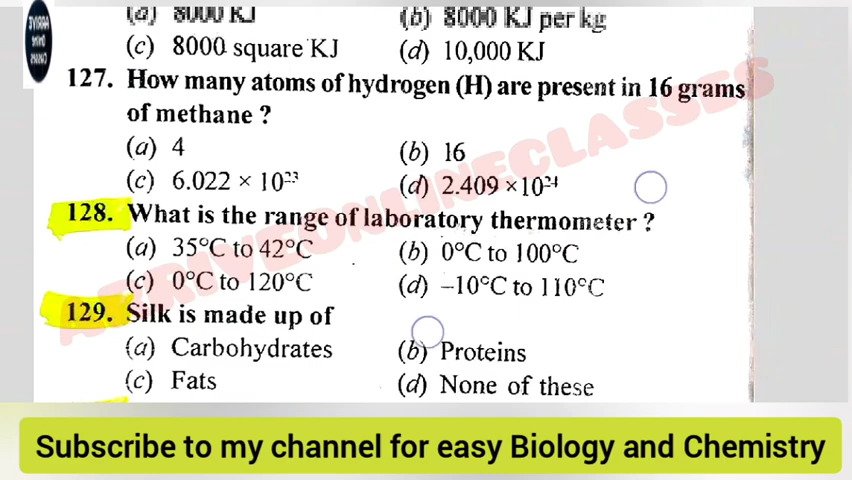 (a) 8000 KJ (b) 8000 KJ per kg
(c) 8000 square KJ (d) 10,000 KJ
127. How many atoms of hydrogen (H) are present in 16 grams
of methane ?
(a) 4 (b) 16
(c) 6.022 × 10²³ (d) 2.409 ×10²⁴
128. What is the range of laboratory thermometer ?
(a) 35°C to 42°C (b) 0°C to 100°C
(c) 0°C to 120°C (d) –10°C to 110°C
129. Silk is made up of
(a) Carbohydrates (b) Proteins
(c) Fats (d) None of these
ARRIVEONLINECLASSES
Subscribe to my channel for easy Biology and Chemistry